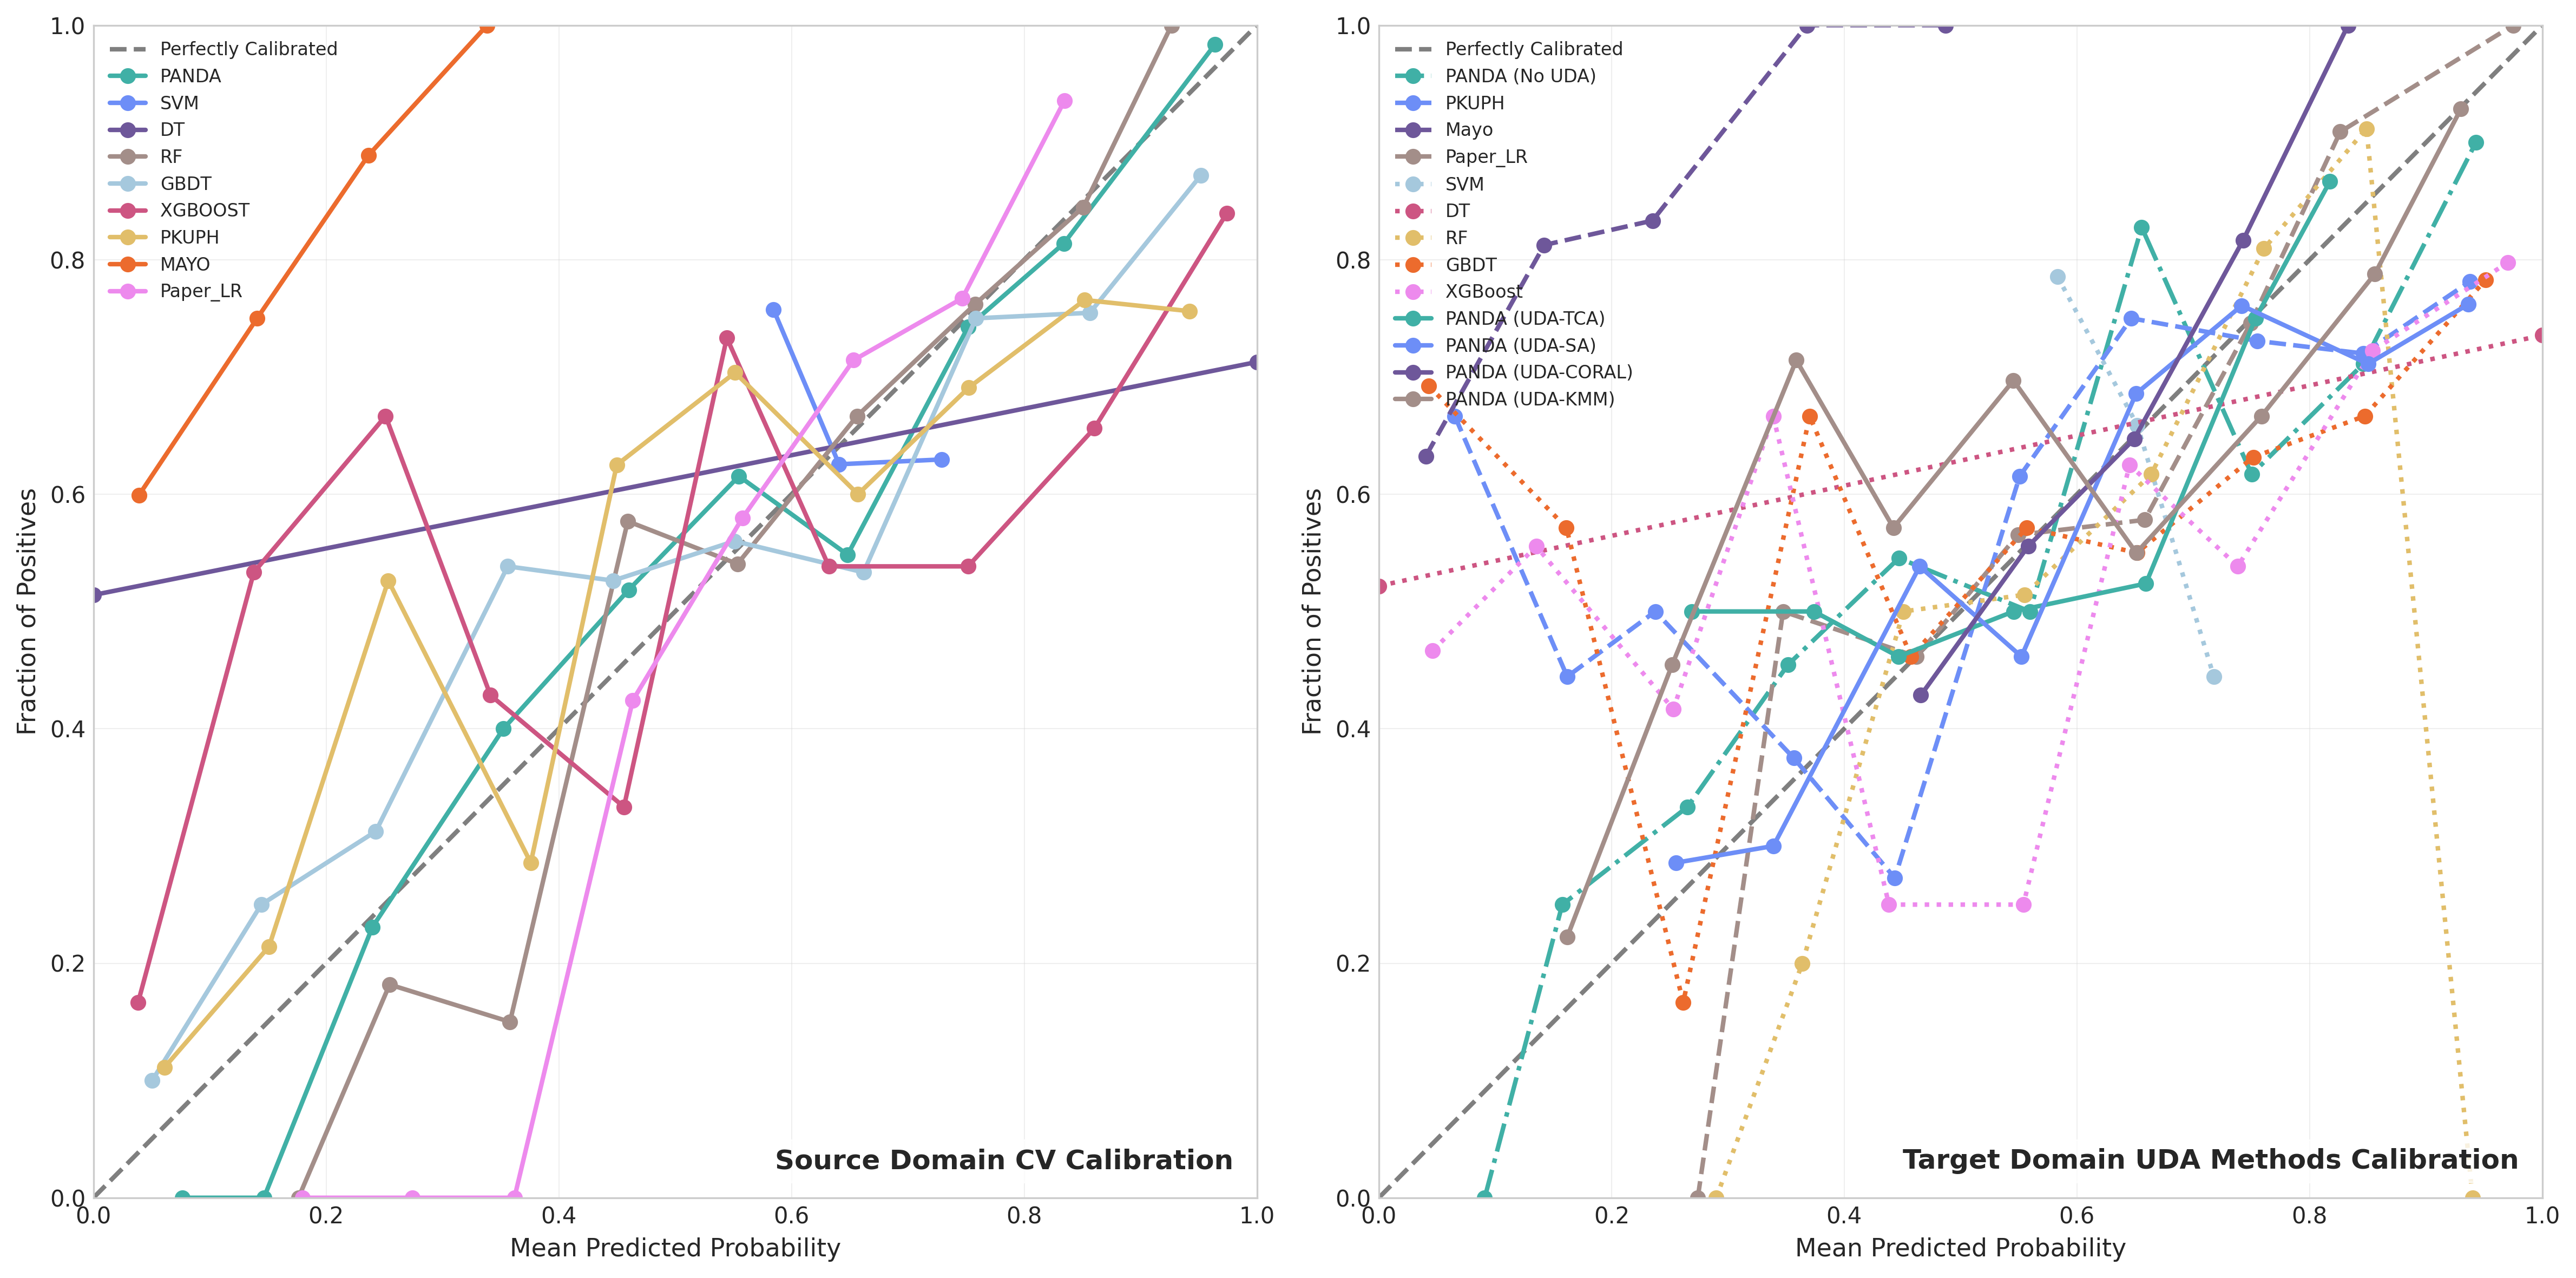 1.0
0.8
0.6
0.4
0.2
0.0
Fraction of Positives
Perfectly Calibrated
PANDA
SVM
DT
RF
GBDT
XGBOOST
PKUPH
MAYO
Paper_LR
Source Domain CV Calibration
0.0 0.2 0.4 0.6 0.8 1.0
Mean Predicted Probability
1.0
0.8
0.6
0.4
0.2
0.0
Fraction of Positives
Perfectly Calibrated
PANDA (No UDA)
PKUPH
Mayo
Paper_LR
SVM
DT
RF
GBDT
XGBoost
PANDA (UDA-TCA)
PANDA (UDA-SA)
PANDA (UDA-CORAL)
PANDA (UDA-KMM)
Target Domain UDA Methods Calibration
0.0 0.2 0.4 0.6 0.8 1.0
Mean Predicted Probability